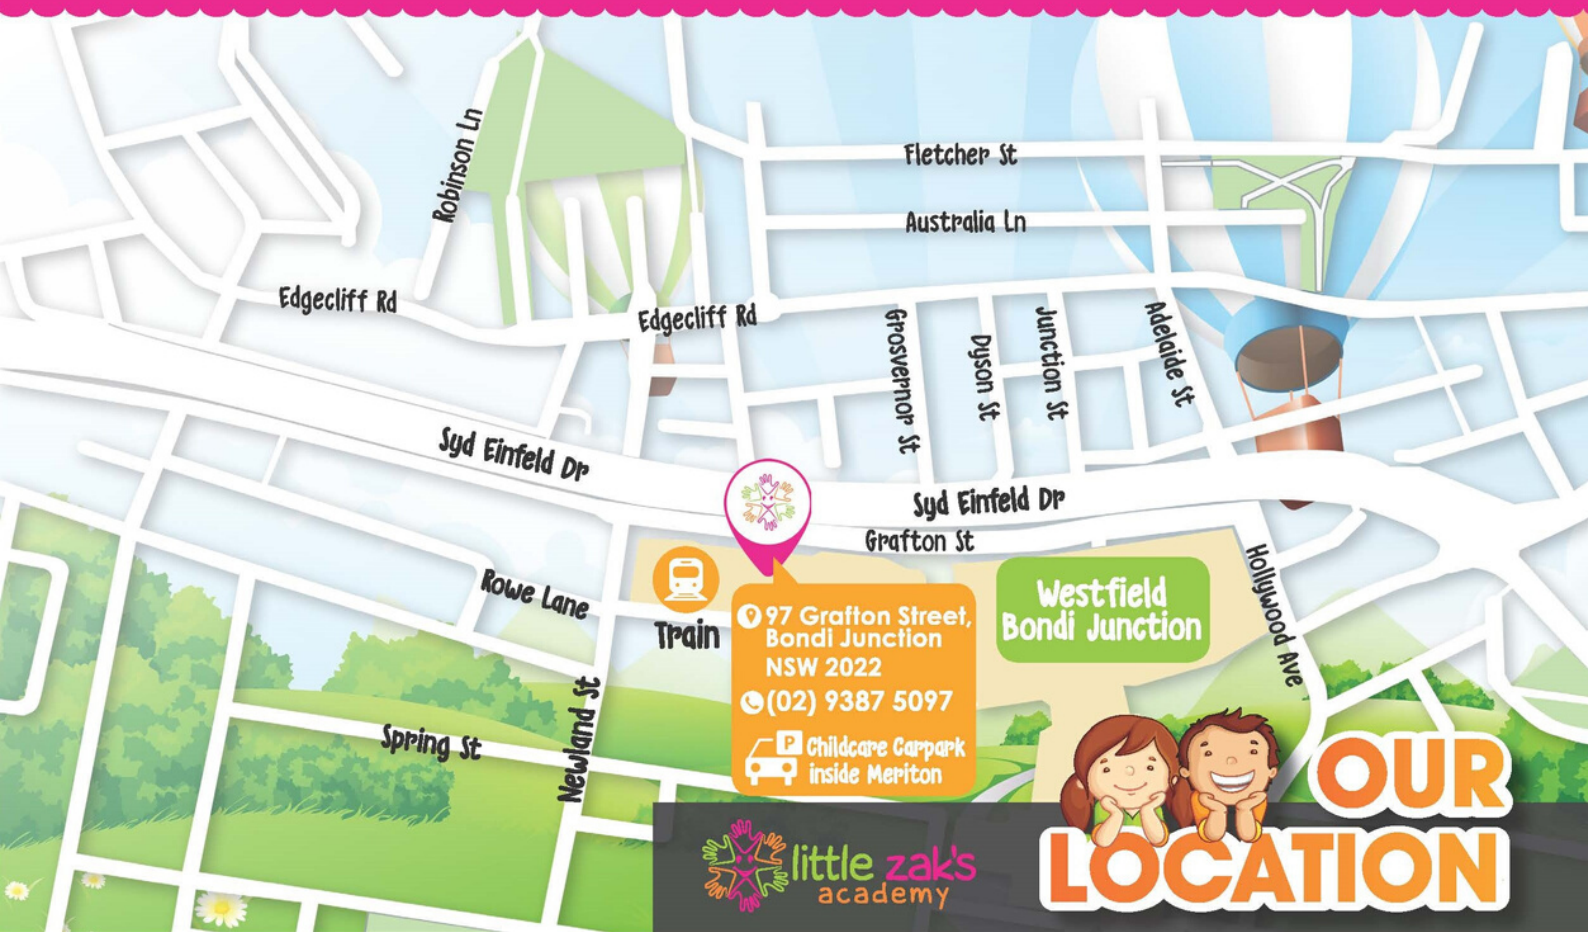 Robinson Ln
Fletcher St
Australia Ln
Edgecliff Rd
Edgecliff Rd
Grosvernor St
Dyson St
Junction St
Adelaide St
Syd Einfeld Dr
Syd Einfeld Dr
Grafton St
Hollywood Ave
Rowe Lane
Train
Westfield
Bondi Junction
97 Grafton Street,
Bondi Junction
NSW 2022
(02) 9387 5097
P
Childcare Carpark
inside Meriton
Newland St
Spring St
little zak's
academy
OUR
LOCATION